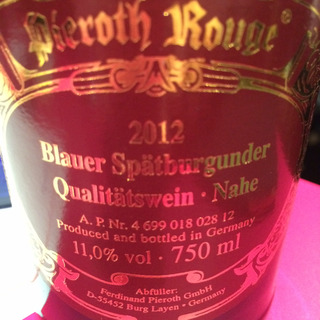 Pieroth Rouge®
2012
Blauer Spätburgunder
Qualitätswein · Nahe
A. P. Nr. 4 699 018 028 12
Produced and bottled in Germany
11,0% vol · 750 ml
Abfüller:
Ferdinand Pieroth GmbH
D-55452 Burg Layen · Germany